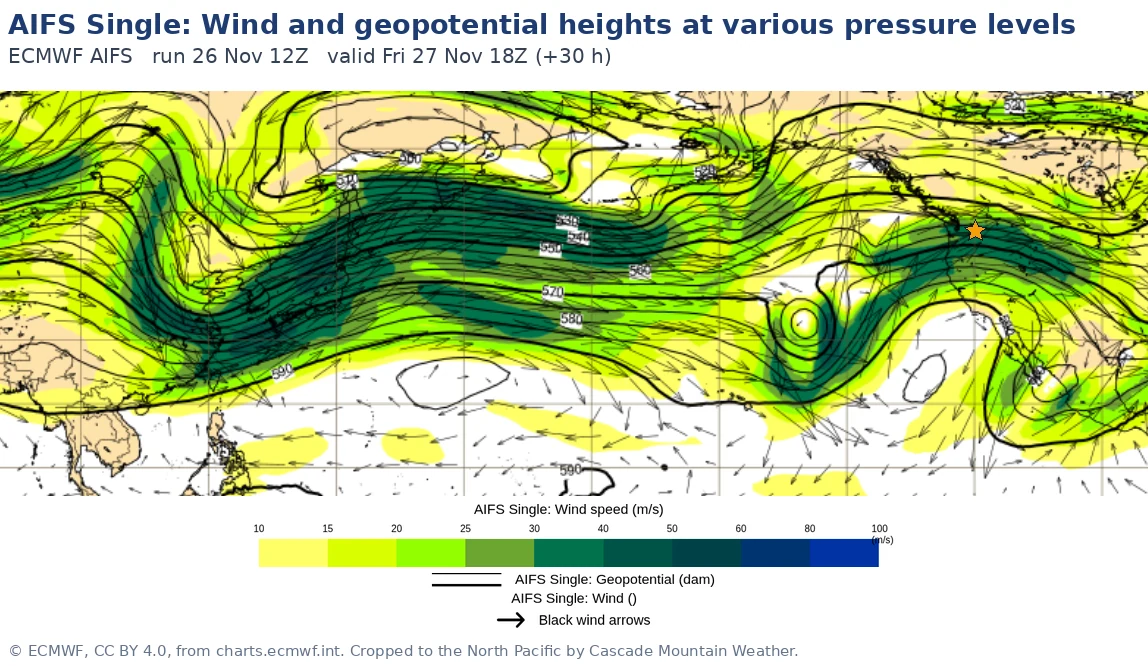 AIFS Single: Wind and geopotential heights at various pressure levels
ECMWF AIFS run 26 Nov 12Z valid Fri 27 Nov 18Z (+30 h)
500
520
530
540
550
560
570
580
590
590
AIFS Single: Wind speed (m/s)
10 15 20 25 30 40 50 60 80 100
(m/s)
AIFS Single: Geopotential (dam)
AIFS Single: Wind ()
Black wind arrows
© ECMWF, CC BY 4.0, from charts.ecmwf.int. Cropped to the North Pacific by Cascade Mountain Weather.